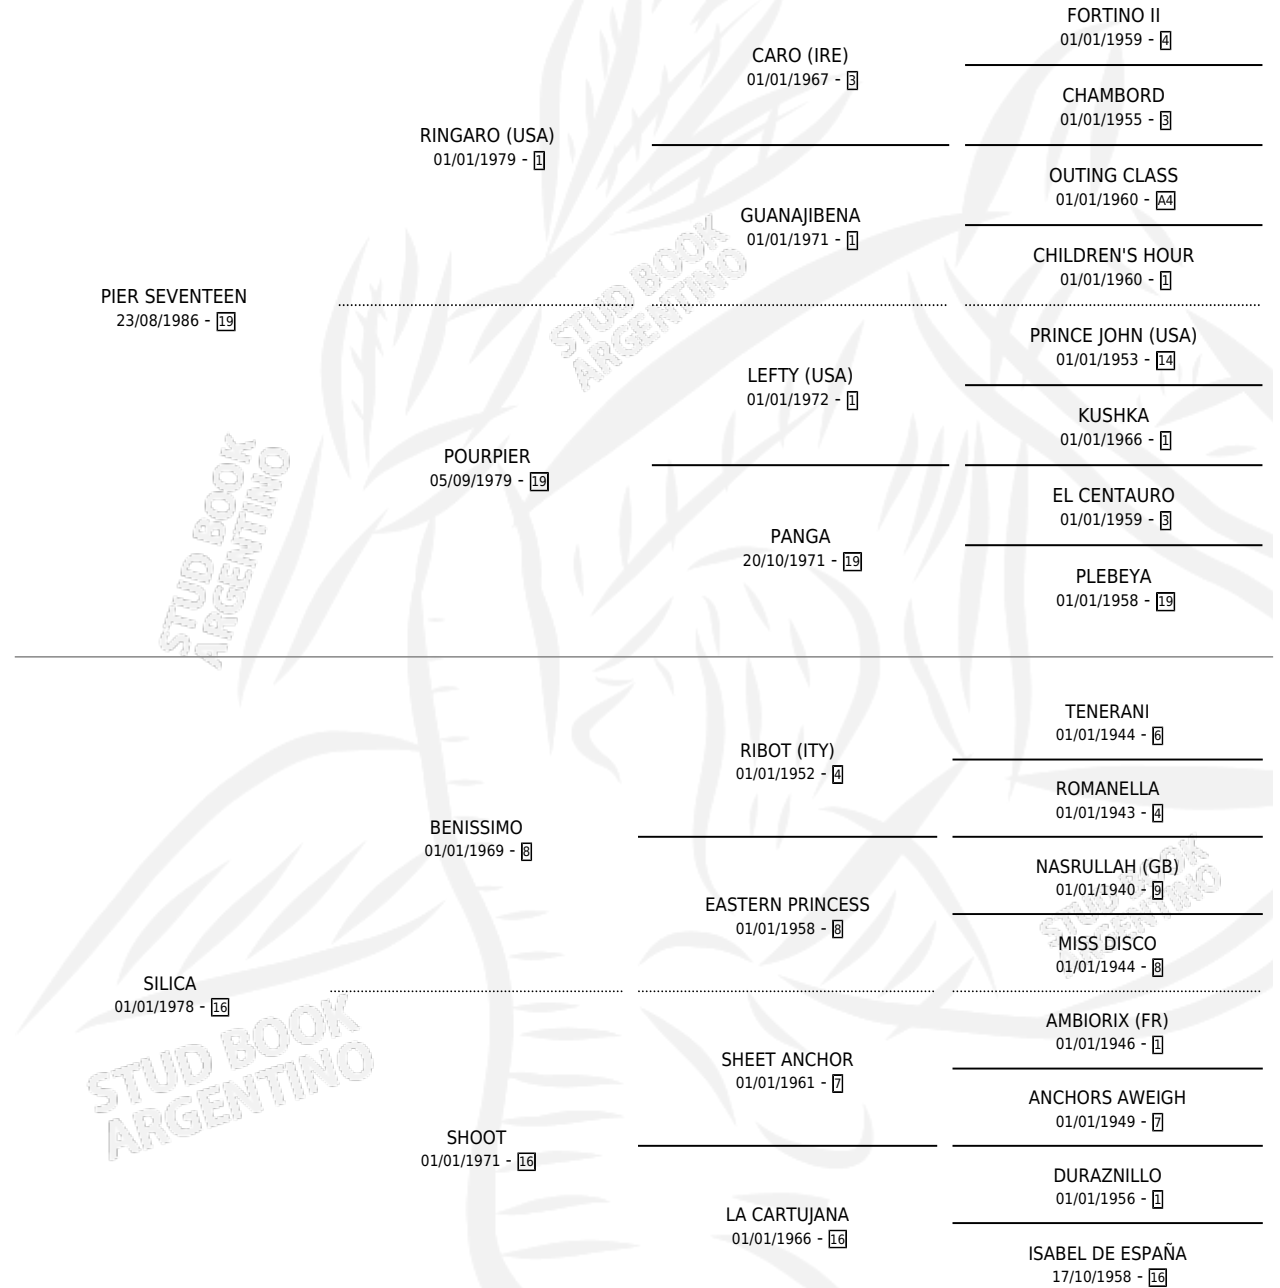 FORTINO II
01/01/1959 - 4
CARO (IRE)
01/01/1967 - 3
CHAMBORD
01/01/1955 - 3
RINGARO (USA)
01/01/1979 - 1
OUTING CLASS
01/01/1960 - A4
GUANAJIBENA
01/01/1971 - 1
CHILDREN'S HOUR
01/01/1960 - 1
PIER SEVENTEEN
23/08/1986 - 19
PRINCE JOHN (USA)
01/01/1953 - 14
LEFTY (USA)
01/01/1972 - 1
KUSHKA
01/01/1966 - 1
POURPIER
05/09/1979 - 19
EL CENTAURO
01/01/1959 - 3
PANGA
20/10/1971 - 19
PLEBEYA
01/01/1958 - 19
STUD BOOK
ARGENTINO
STUD BOOK
ARGENTINO
TENERANI
01/01/1944 - 6
RIBOT (ITY)
01/01/1952 - 4
ROMANELLA
01/01/1943 - 4
BENISSIMO
01/01/1969 - 8
NASRULLAH (GB)
01/01/1940 - 9
EASTERN PRINCESS
01/01/1958 - 8
MISS DISCO
01/01/1944 - 8
SILICA
01/01/1978 - 16
AMBIORIX (FR)
01/01/1946 - 1
SHEET ANCHOR
01/01/1961 - 7
ANCHORS AWEIGH
01/01/1949 - 7
SHOOT
01/01/1971 - 16
DURAZNILLO
01/01/1956 - 1
LA CARTUJANA
01/01/1966 - 16
ISABEL DE ESPAÑA
17/10/1958 - 16
STUD BOOK
ARGENTINO
STUD BOOK
ARGENTINO